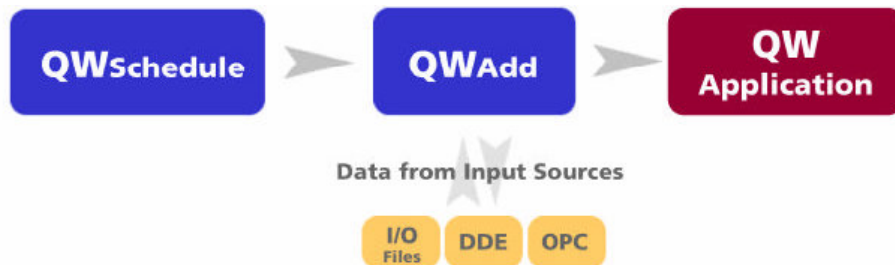 QWSchedule
QWAdd
QW
Application
Data from Input Sources
I/O
Files
DDE
OPC